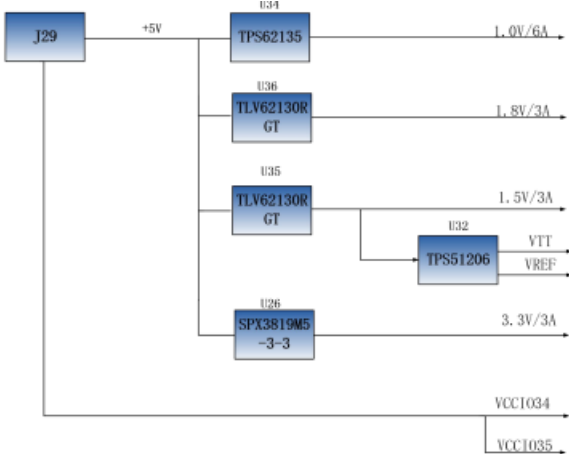 U34
J29
+5V
TPS62135
1.0V/6A
U36
TLV62130R
GT
1.8V/3A
U35
TLV62130R
GT
1.5V/3A
U32
TPS51206
VTT
VREF
U26
SPX3819M5
-3-3
3.3V/3A
VCCIO34
VCCIO35